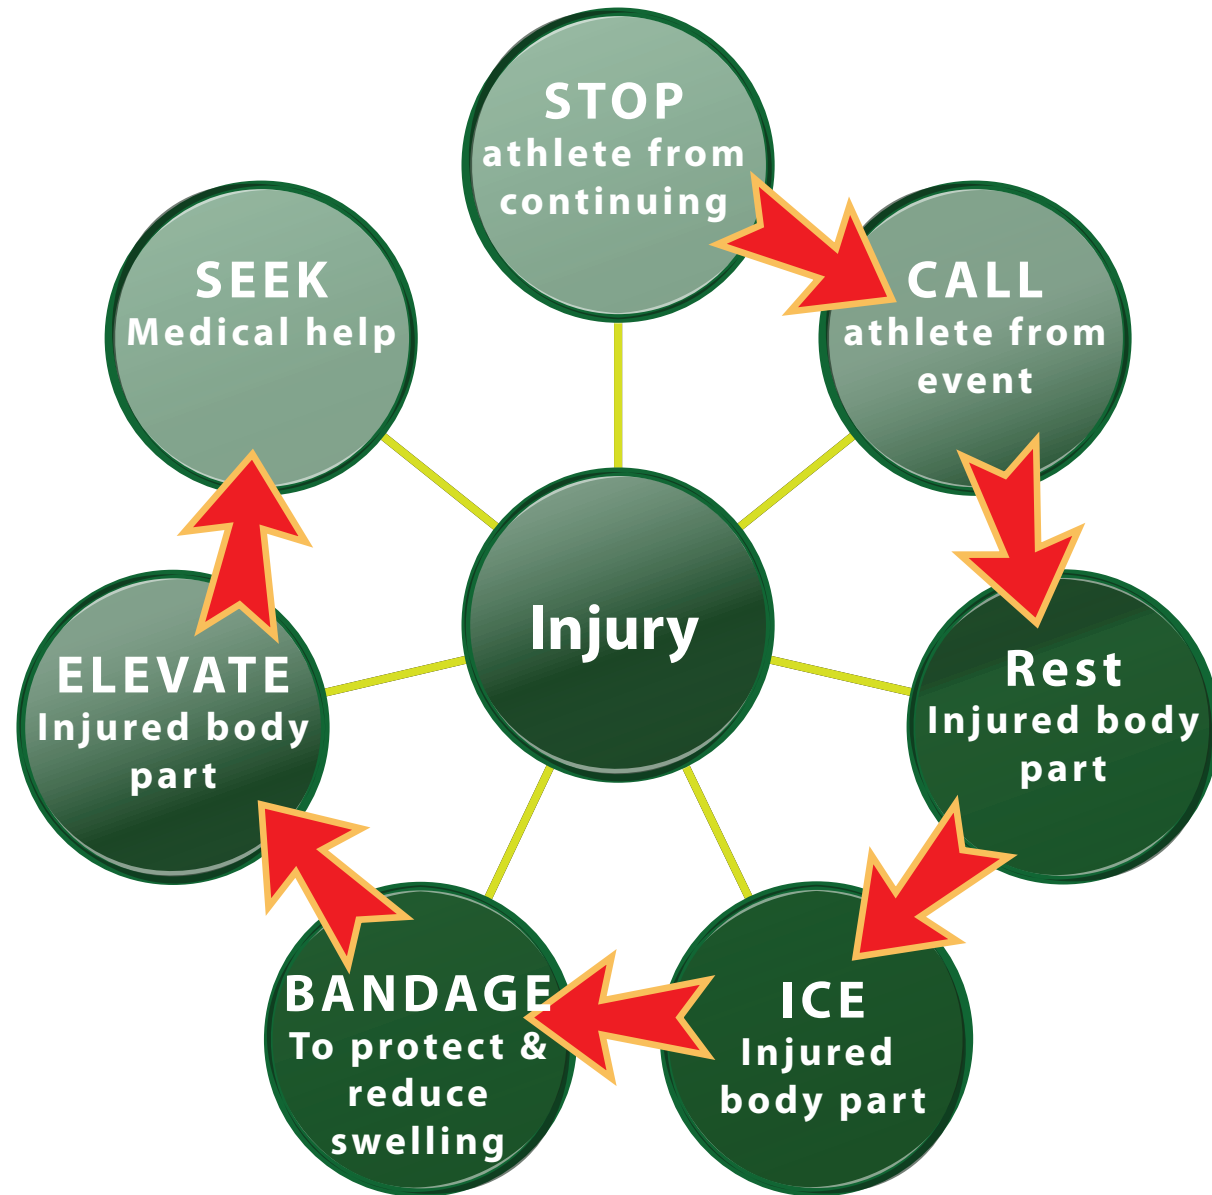 STOP
athlete from
continuing
CALL
athlete from
event
Rest
Injured body
part
ICE
Injured
body part
BANDAGE
To protect &
reduce
swelling
ELEVATE
Injured body
part
SEEK
Medical help
Injury